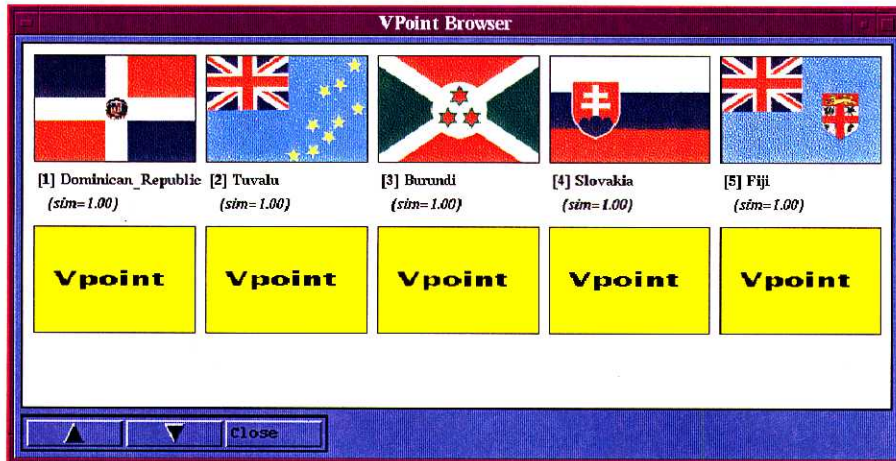 VPoint Browser
[1] Dominican_Republic [2] Tuvalu [3] Burundi [4] Slovakia [5] Fiji
(sim=1.00) (sim=1.00) (sim=1.00) (sim=1.00) (sim=1.00)
Vpoint Vpoint Vpoint Vpoint Vpoint
Close